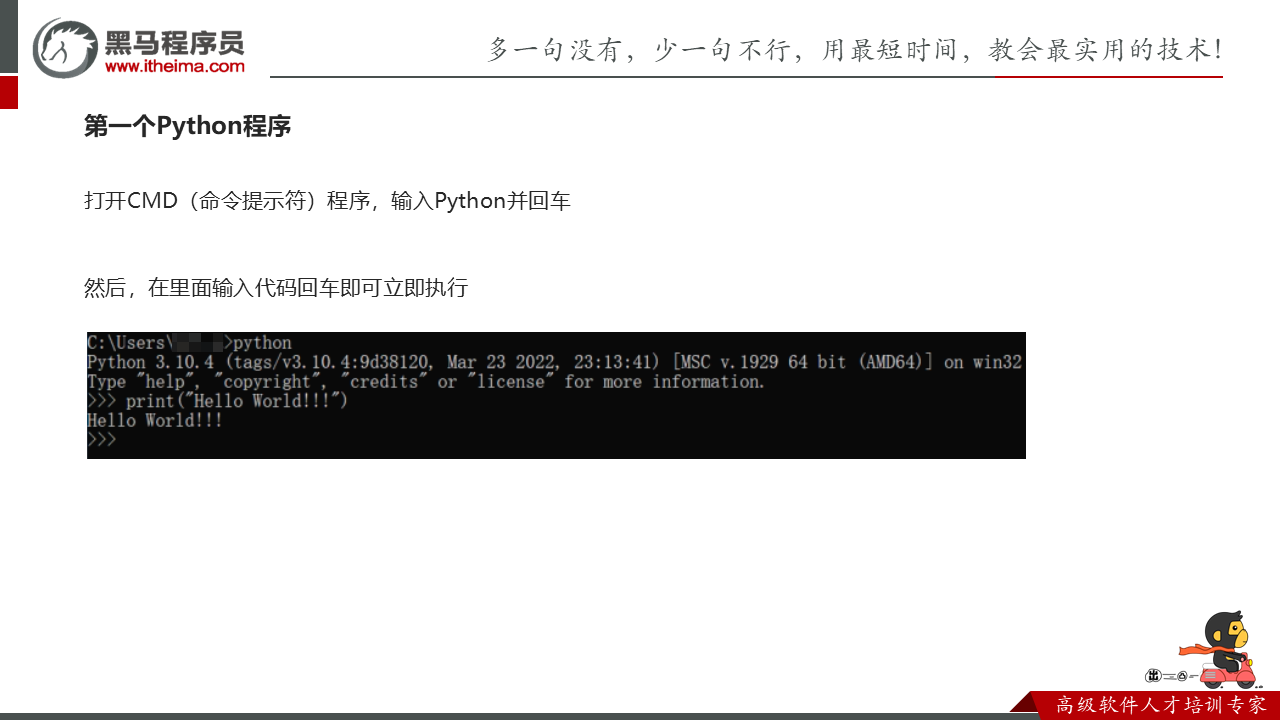 黑马程序员
www.itheima.com
多一句没有，少一句不行，用最短时间，教会最实用的技术！
第一个Python程序
打开CMD（命令提示符）程序，输入Python并回车
然后，在里面输入代码回车即可立即执行
C:\Users\>python
Python 3.10.4 (tags/v3.10.4:9d38120, Mar 23 2022, 23:13:41) [MSC v.1929 64 bit (AMD64)] on win32
Type "help", "copyright", "credits" or "license" for more information.
>>> print("Hello World!!!")
Hello World!!!
>>>
高级软件人才培训专家